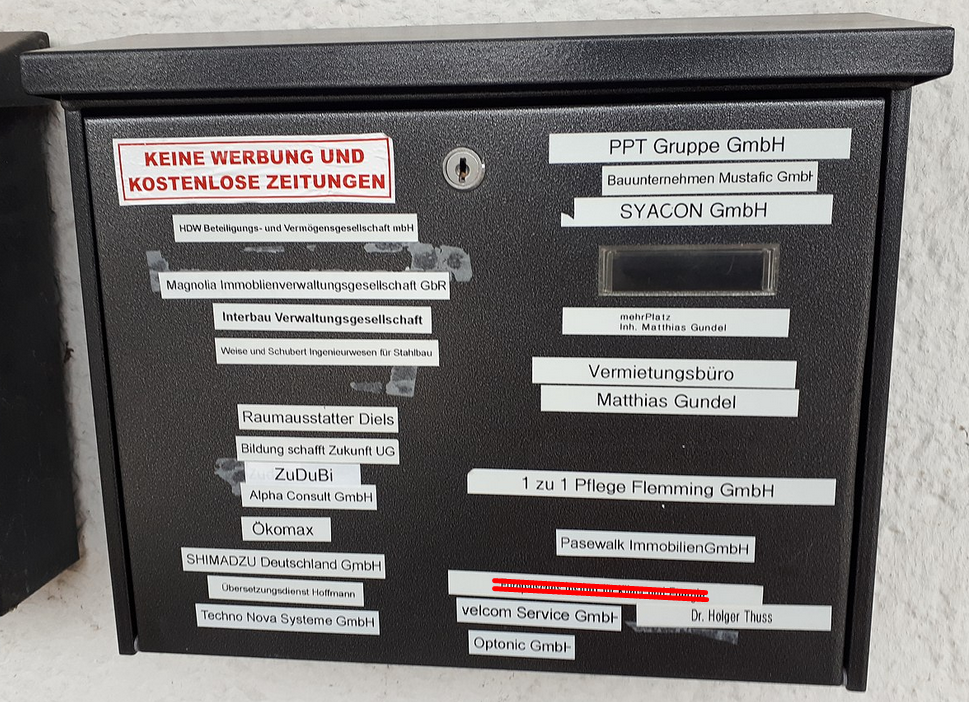 KEINE WERBUNG UND
KOSTENLOSE ZEITUNGEN
HDW Beteiligungs- und Vermögensgesellschaft mbH
Magnolia Immoblienverwaltungsgesellschaft GbR
Interbau Verwaltungsgesellschaft
Weise und Schubert Ingenieurwesen für Stahlbau
Raumausstatter Diels
Bildung schafft Zukunft UG
ZuDuBi
Alpha Consult GmbH
Ökomax
SHIMADZU Deutschland GmbH
Übersetzungsdienst Hoffmann
Techno Nova Systeme GmbH
PPT Gruppe GmbH
Bauunternehmen Mustafic GmbH
SYACON GmbH
mehrPlatz
Inh. Matthias Gundel
Vermietungsbüro
Matthias Gundel
1 zu 1 Pflege Flemming GmbH
Pasewalk ImmobilienGmbH
velcom Service GmbH
Dr. Holger Thuss
Optonic GmbH